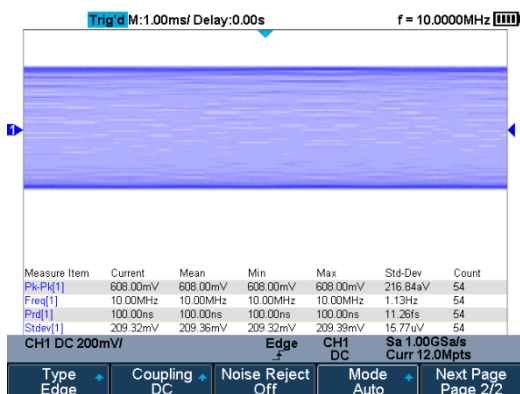 Trig'd M:1.00ms/ Delay:0.00s f = 10.0000MHz
1
Measure Item Current Mean Min Max Std-Dev Count
Pk-Pk[1] 608.00mV 608.00mV 608.00mV 608.00mV 216.84aV 54
Freq[1] 10.00MHz 10.00MHz 10.00MHz 10.00MHz 1.13Hz 54
Prd[1] 100.00ns 100.00ns 100.00ns 100.00ns 11.26fs 54
Stdev[1] 209.32mV 209.36mV 209.32mV 209.39mV 15.77uV 54
CH1 DC 200mV/ Edge CH1 Sa 1.00GSa/s
DC Curr 12.0Mpts
Type Coupling Noise Reject Mode Next Page
Edge DC Off Auto Page 2/2